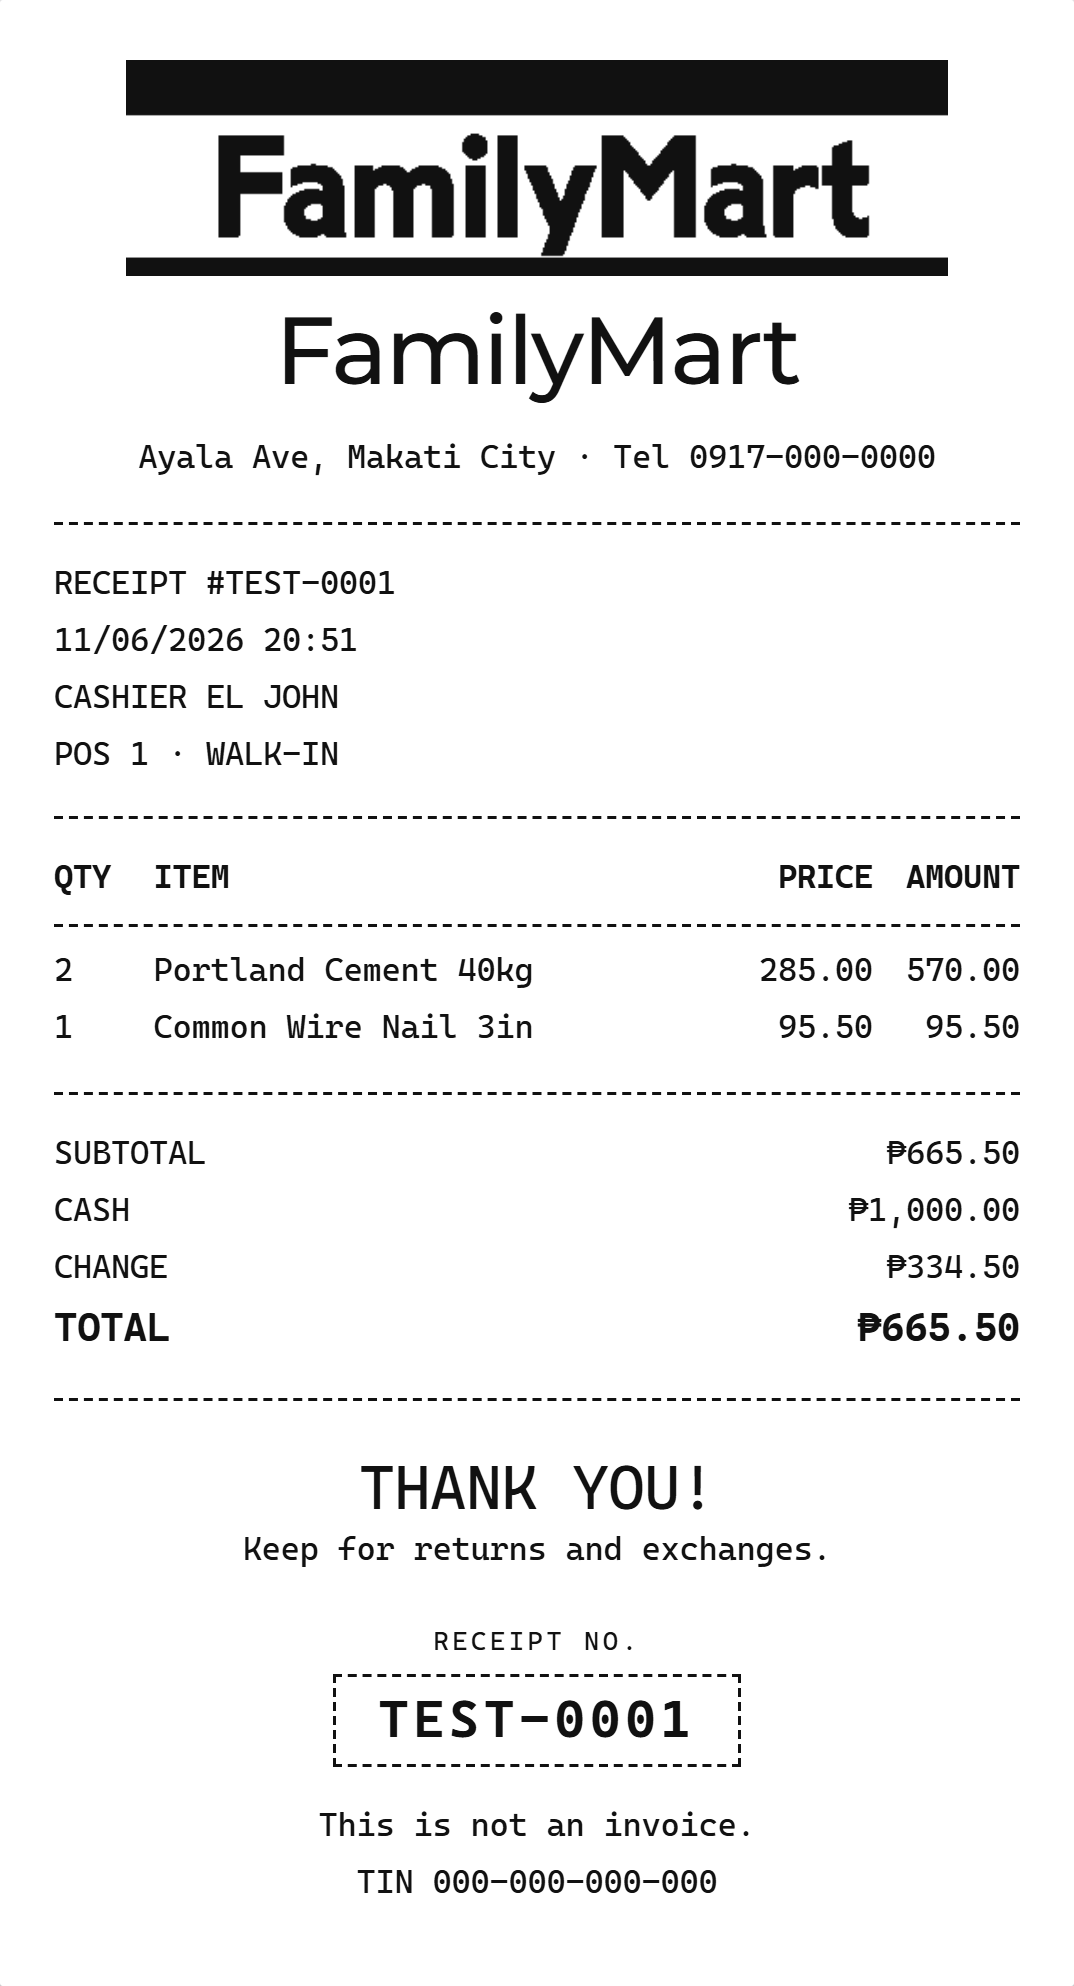 FamilyMart
FamilyMart
Ayala Ave, Makati City · Tel 0917-000-0000
RECEIPT #TEST-0001
11/06/2026 20:51
CASHIER EL JOHN
POS 1 · WALK-IN
QTY ITEM PRICE AMOUNT
2 Portland Cement 40kg 285.00 570.00
1 Common Wire Nail 3in 95.50 95.50
SUBTOTAL ₱665.50
CASH ₱1,000.00
CHANGE ₱334.50
TOTAL ₱665.50
THANK YOU!
Keep for returns and exchanges.
RECEIPT NO.
TEST-0001
This is not an invoice.
TIN 000-000-000-000